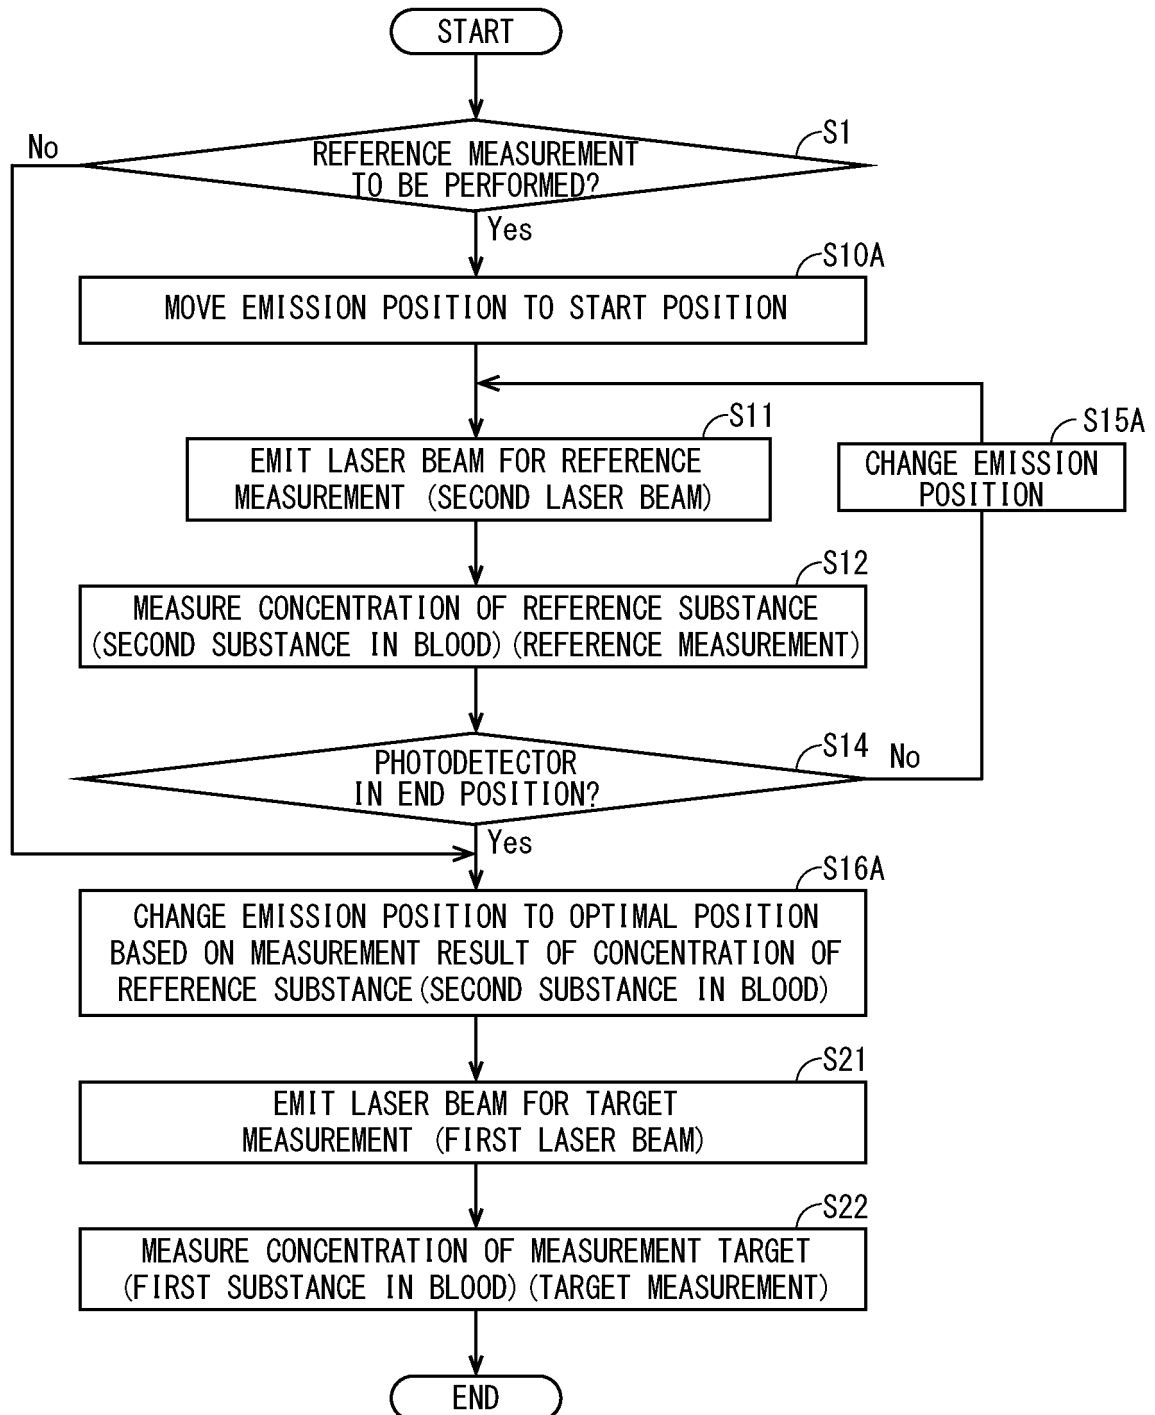 START
S1
No
REFERENCE MEASUREMENT
TO BE PERFORMED?
Yes
S10A
MOVE EMISSION POSITION TO START POSITION
S11
S15A
EMIT LASER BEAM FOR REFERENCE
MEASUREMENT (SECOND LASER BEAM)
CHANGE EMISSION
POSITION
S12
MEASURE CONCENTRATION OF REFERENCE SUBSTANCE
(SECOND SUBSTANCE IN BLOOD) (REFERENCE MEASUREMENT)
S14
No
PHOTODETECTOR
IN END POSITION?
Yes
S16A
CHANGE EMISSION POSITION TO OPTIMAL POSITION
BASED ON MEASUREMENT RESULT OF CONCENTRATION OF
REFERENCE SUBSTANCE (SECOND SUBSTANCE IN BLOOD)
S21
EMIT LASER BEAM FOR TARGET
MEASUREMENT (FIRST LASER BEAM)
S22
MEASURE CONCENTRATION OF MEASUREMENT TARGET
(FIRST SUBSTANCE IN BLOOD) (TARGET MEASUREMENT)
END